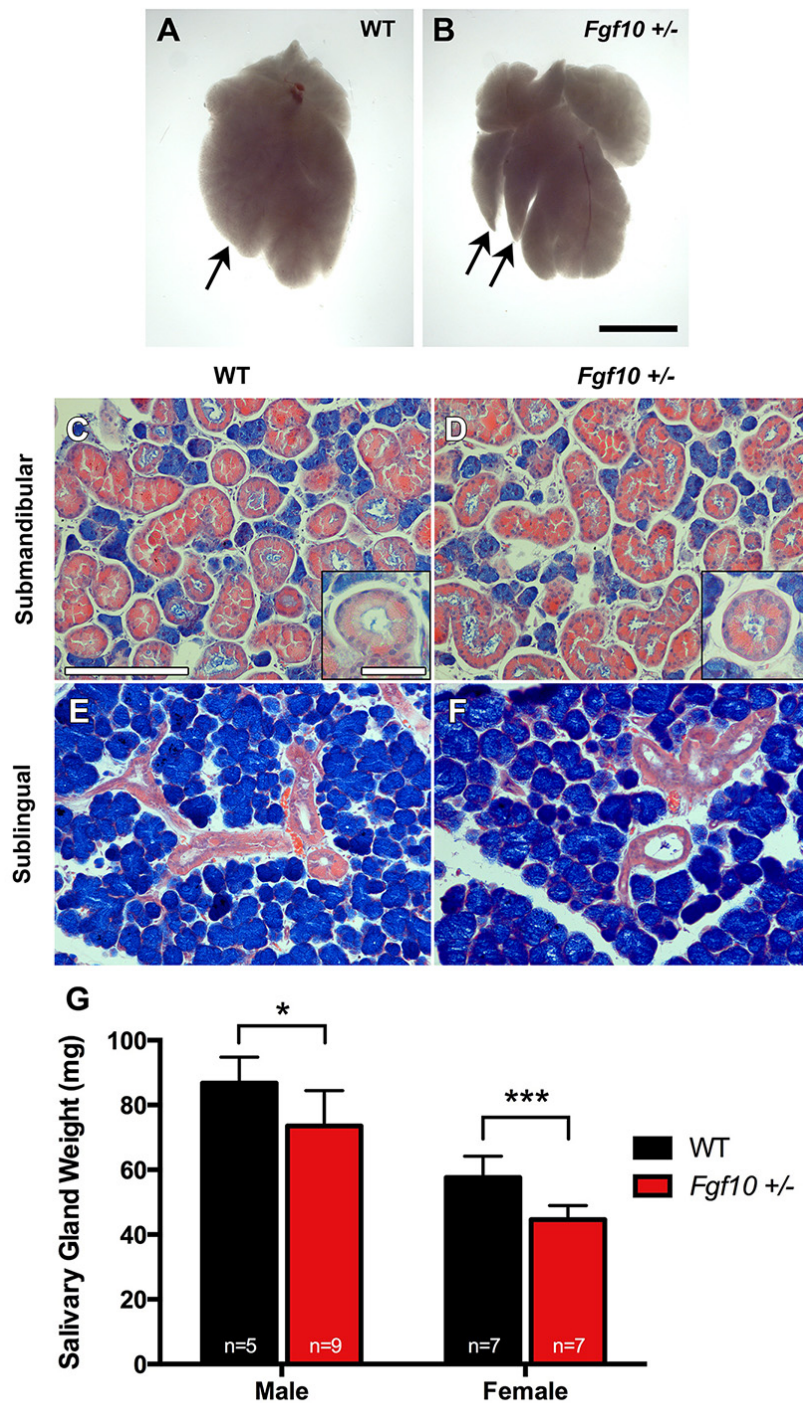 A WT
B Fgf10 +/-
WT Fgf10 +/-
Submandibular
C
D
Sublingual
E
F
G
Salivary Gland Weight (mg)
100
80
60
40
20
0
*
***
WT
Fgf10 +/-
n=5 n=9 n=7 n=7
Male Female